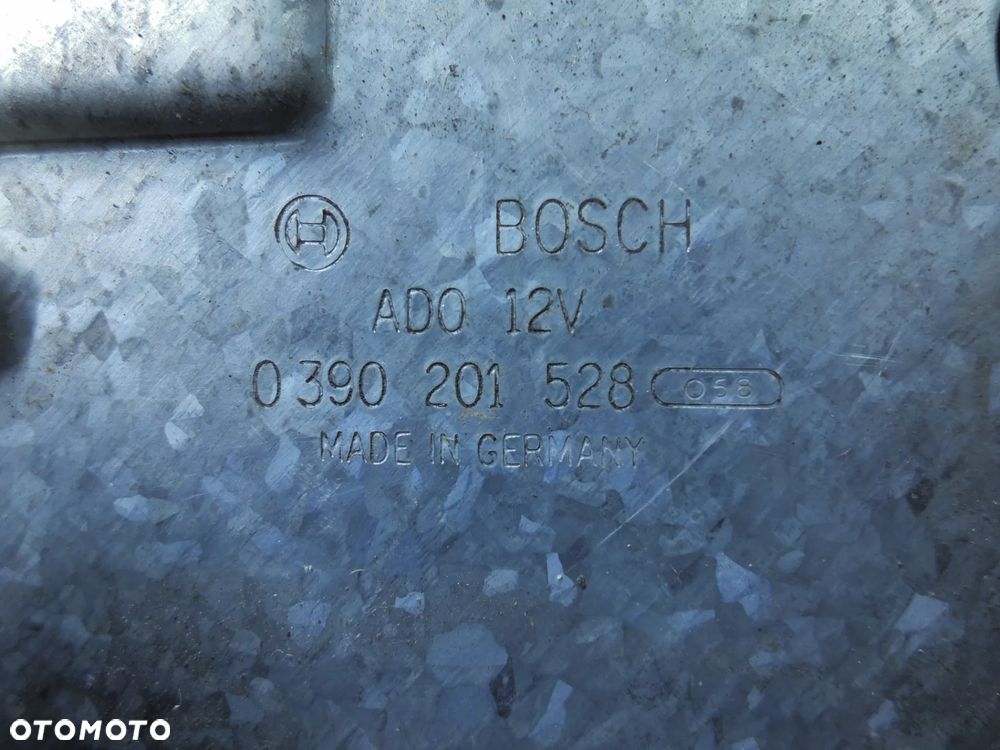 BOSCH
ADO 12V
0 390 201 528 058
MADE IN GERMANY
OTOMOTO